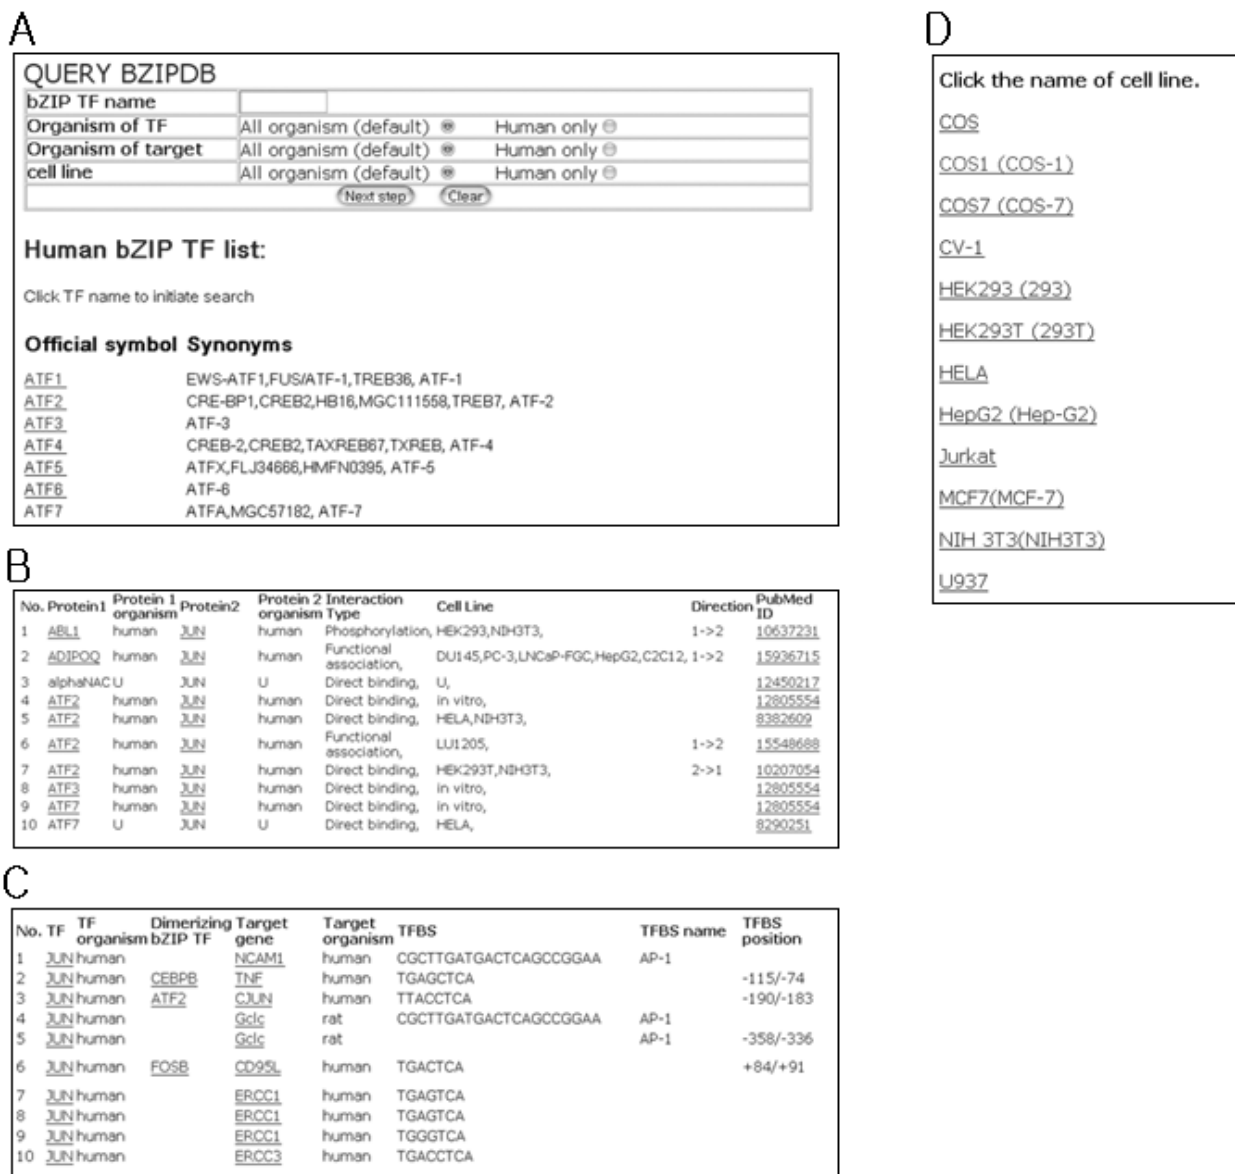 A
QUERY BZIPDB
bZIP TF name
Organism of TF All organism (default) Human only
Organism of target All organism (default) Human only
cell line All organism (default) Human only
Next step Clear
Human bZIP TF list:
Click TF name to initiate search
Official symbol Synonyms
ATF1 EWS-ATF1,FUS/ATF-1,TREB36, ATF-1
ATF2 CRE-BP1,CREB2,HB16,MGC111558,TREB7, ATF-2
ATF3 ATF-3
ATF4 CREB-2,CREB2,TAXREB67,TXREB, ATF-4
ATF5 ATFX,FLJ34666,HMFN0395, ATF-5
ATF6 ATF-6
ATF7 ATFA,MGC57182, ATF-7
B
No. Protein1 Protein 1 organism Protein2 Protein 2 organism Interaction Type Cell Line Direction PubMed ID
1 ABL1 human JUN human Phosphorylation, HEK293,NIH3T3, 1->2 10637231
2 ADIPOQ human JUN human Functional association, DU145,PC-3,LNCaP-FGC,HepG2,C2C12, 1->2 15936715
3 alphaNAC U JUN U Direct binding, U, 12450217
4 ATF2 human JUN human Direct binding, in vitro, 12805554
5 ATF2 human JUN human Direct binding, HELA,NIH3T3, 8382609
6 ATF2 human JUN human Functional association, LU1205, 1->2 15548688
7 ATF2 human JUN human Direct binding, HEK293T,NIH3T3, 2->1 10207054
8 ATF3 human JUN human Direct binding, in vitro, 12805554
9 ATF7 human JUN human Direct binding, in vitro, 12805554
10 ATF7 U JUN U Direct binding, HELA, 8290251
C
No. TF TF organism Dimerizing bZIP TF Target gene Target organism TFBS TFBS name TFBS position
1 JUN human NCAM1 human CGCTTGATGACTCAGCCGGAA AP-1
2 JUN human CEBPB TNF human TGAGCTCA -115/-74
3 JUN human ATF2 CJUN human TTACCTCA -190/-183
4 JUN human Gclc rat CGCTTGATGACTCAGCCGGAA AP-1
5 JUN human Gclc rat AP-1 -358/-336
6 JUN human FOSB CD95L human TGACTCA +84/+91
7 JUN human ERCC1 human TGAGTCA
8 JUN human ERCC1 human TGAGTCA
9 JUN human ERCC1 human TGGGTCA
10 JUN human ERCC3 human TGACCTCA
D
Click the name of cell line.
COS
COS1 (COS-1)
COS7 (COS-7)
CV-1
HEK293 (293)
HEK293T (293T)
HELA
HepG2 (Hep-G2)
Jurkat
MCF7(MCF-7)
NIH 3T3(NIH3T3)
U937